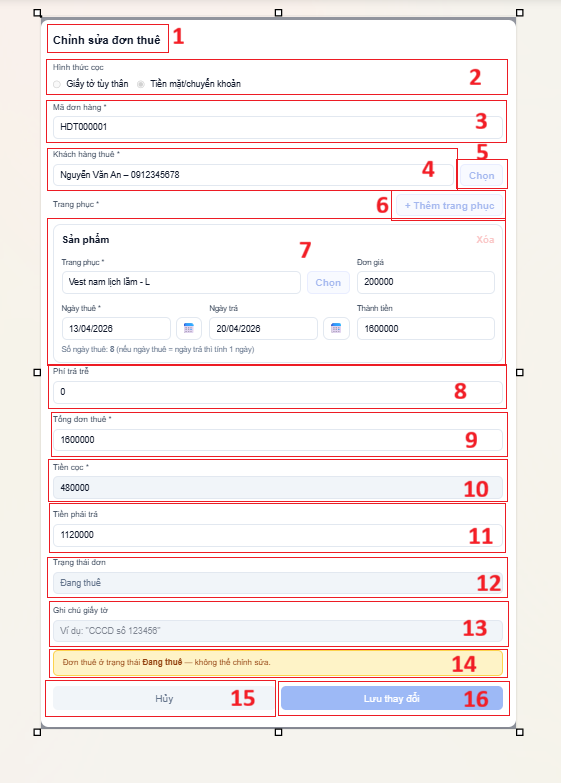 Chỉnh sửa đơn thuê 1
Hình thức cọc
Giấy tờ tùy thân Tiền mặt/chuyển khoản 2
Mã đơn hàng *
HDT000001 3
Khách hàng thuê * 5
Nguyễn Văn An – 0912345678 4 Chọn
Trang phục * 6 + Thêm trang phục
Sản phẩm 7 Xóa
Trang phục * Đơn giá
Vest nam lịch lãm - L Chọn 200000
Ngày thuê * Ngày trả Thành tiền
13/04/2026 20/04/2026 1600000
Số ngày thuê: 8 (nếu ngày thuê = ngày trả thì tính 1 ngày)
Phí trả trễ
0 8
Tổng đơn thuê *
1600000 9
Tiền cọc *
480000 10
Tiền phải trả
1120000 11
Trạng thái đơn
Đang thuê 12
Ghi chú giấy tờ
Ví dụ: "CCCD số 123456" 13
Đơn thuê ở trạng thái Đang thuê — không thể chỉnh sửa. 14
Hủy 15 Lưu thay đổi 16